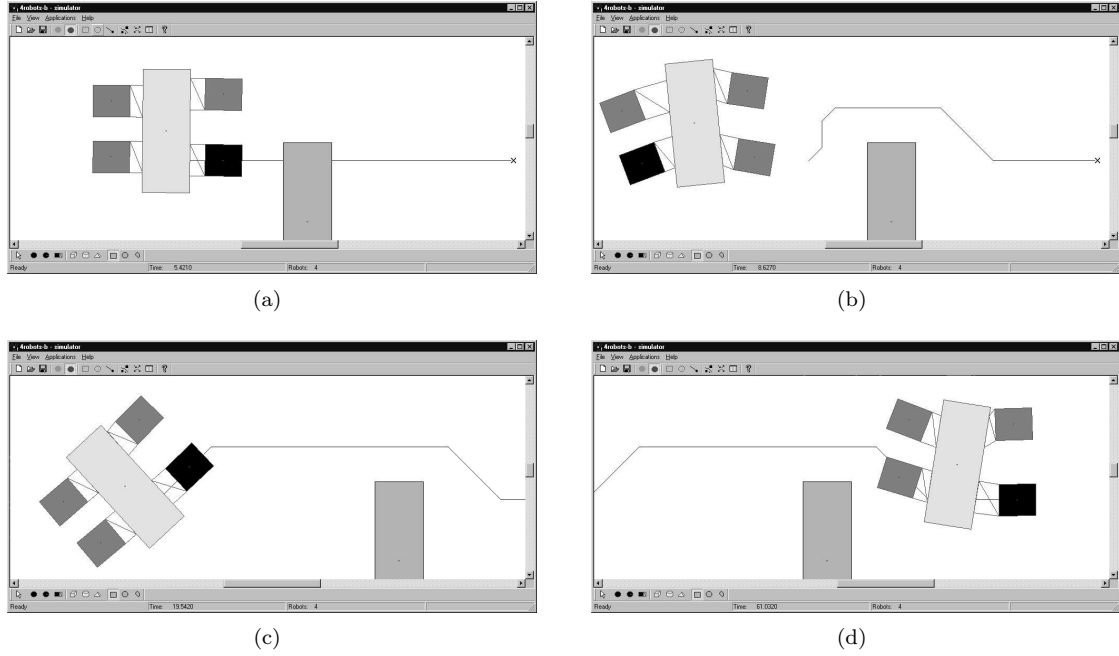 4robots-b - simulator
File View Applications Help
Ready Time: 5.4210 Robots: 4
(a)
4robots-b - simulator
File View Applications Help
Ready Time: 8.6270 Robots: 4
(b)
4robots-b - simulator
File View Applications Help
Ready Time: 19.5420 Robots: 4
(c)
4robots-b - simulator
File View Applications Help
Ready Time: 61.0320 Robots: 4
(d)